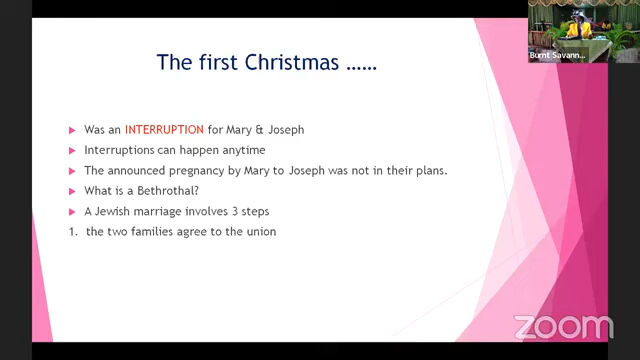 Burnt Savann...
The first Christmas ......
Was an INTERRUPTION for Mary & Joseph
Interruptions can happen anytime
The announced pregnancy by Mary to Joseph was not in their plans.
What is a Bethrothal?
A Jewish marriage involves 3 steps
1. the two families agree to the union
zoom